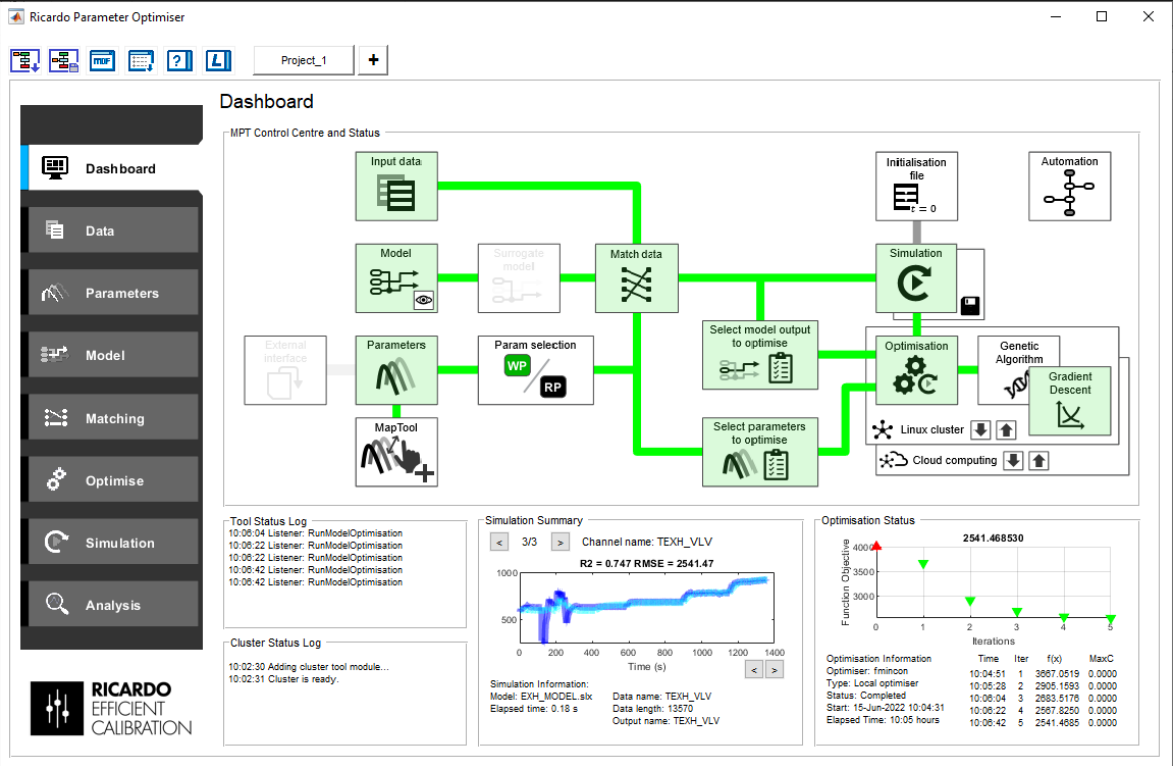 Ricardo Parameter Optimiser
MDF
?
L
Project_1
+
Dashboard
Dashboard
Data
Parameters
Model
Matching
Optimise
Simulation
Analysis
RICARDO
EFFICIENT
CALIBRATION
MPT Control Centre and Status
Input data
Initialisation
file
t = 0
Automation
Model
Surrogate
model
Match data
Simulation
External
interface
Parameters
Param selection
WP
RP
Select model output
to optimise
Optimisation
Genetic
Algorithm
Gradient
Descent
MapTool
Select parameters
to optimise
Linux cluster
Cloud computing
Tool Status Log
10:06:04 Listener: RunModelOptimisation
10:06:22 Listener: RunModelOptimisation
10:06:22 Listener: RunModelOptimisation
10:06:42 Listener: RunModelOptimisation
10:06:42 Listener: RunModelOptimisation
Cluster Status Log
10:02:30 Adding cluster tool module...
10:02:31 Cluster is ready.
Simulation Summary
< 3/3 > Channel name: TEXH_VLV
R2 = 0.747 RMSE = 2541.47
1000
500
0 200 400 600 800 1000 1200 1400
Time (s)
< >
Simulation Information:
Model: EXH_MODEL.slx Data name: TEXH_VLV
Elapsed time: 0.18 s Data length: 13570
Output name: TEXH_VLV
Optimisation Status
2541.468530
Function Objective
4000
3500
3000
0 1 2 3 4 5
Iterations
Optimisation Information
Optimiser: fmincon
Type: Local optimiser
Status: Completed
Start: 15-Jun-2022 10:04:31
Elapsed Time: 10:05 hours
Time Iter f(x) MaxC
10:04:51 1 3667.0519 0.0000
10:05:28 2 2905.1593 0.0000
10:06:04 3 2683.5176 0.0000
10:06:22 4 2567.8250 0.0000
10:06:42 5 2541.4685 0.0000